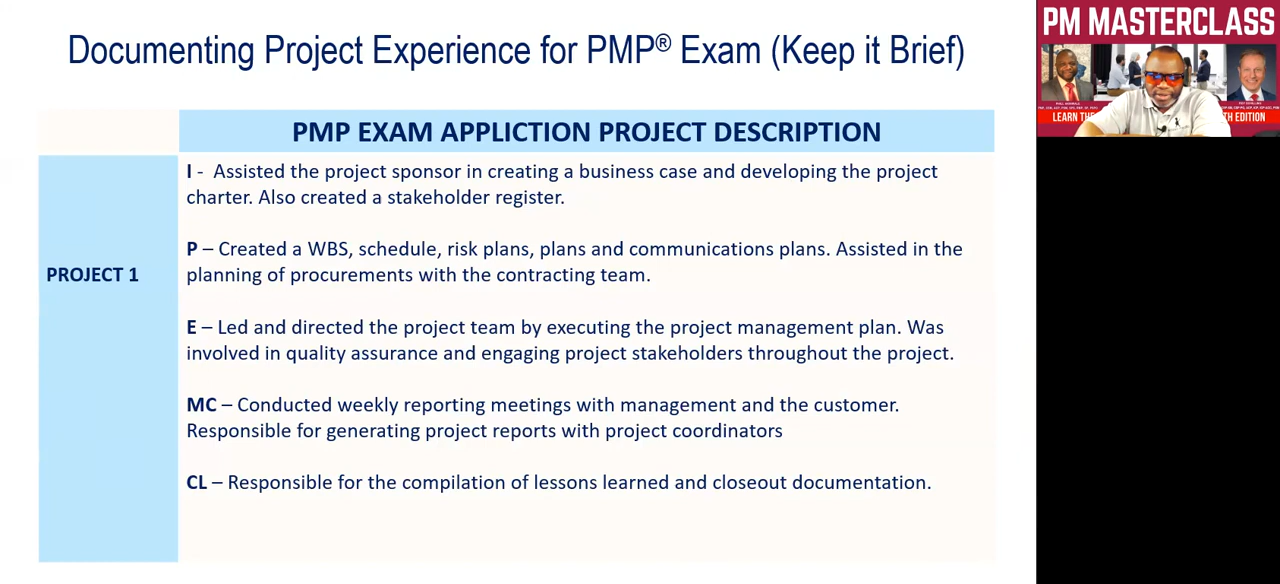 Documenting Project Experience for PMP® Exam (Keep it Brief)
PMP EXAM APPLICTION PROJECT DESCRIPTION
PROJECT 1
I - Assisted the project sponsor in creating a business case and developing the project
charter. Also created a stakeholder register.
P – Created a WBS, schedule, risk plans, plans and communications plans. Assisted in the
planning of procurements with the contracting team.
E – Led and directed the project team by executing the project management plan. Was
involved in quality assurance and engaging project stakeholders throughout the project.
MC – Conducted weekly reporting meetings with management and the customer.
Responsible for generating project reports with project coordinators
CL – Responsible for the compilation of lessons learned and closeout documentation.
PM MASTERCLASS
LEARN
EDITION